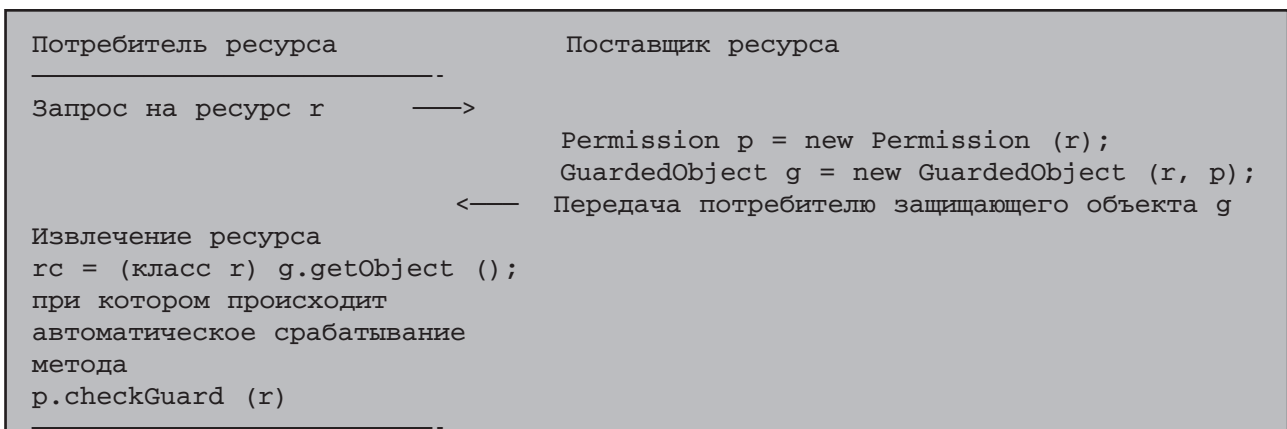 Потребитель ресурса Поставщик ресурса
Запрос на ресурс r ———>
Permission p = new Permission (r);
GuardedObject g = new GuardedObject (r, p);
<——— Передача потребителю защищающего объекта g
Извлечение ресурса
rc = (класс r) g.getObject ();
при котором происходит
автоматическое срабатывание
метода
p.checkGuard (r)